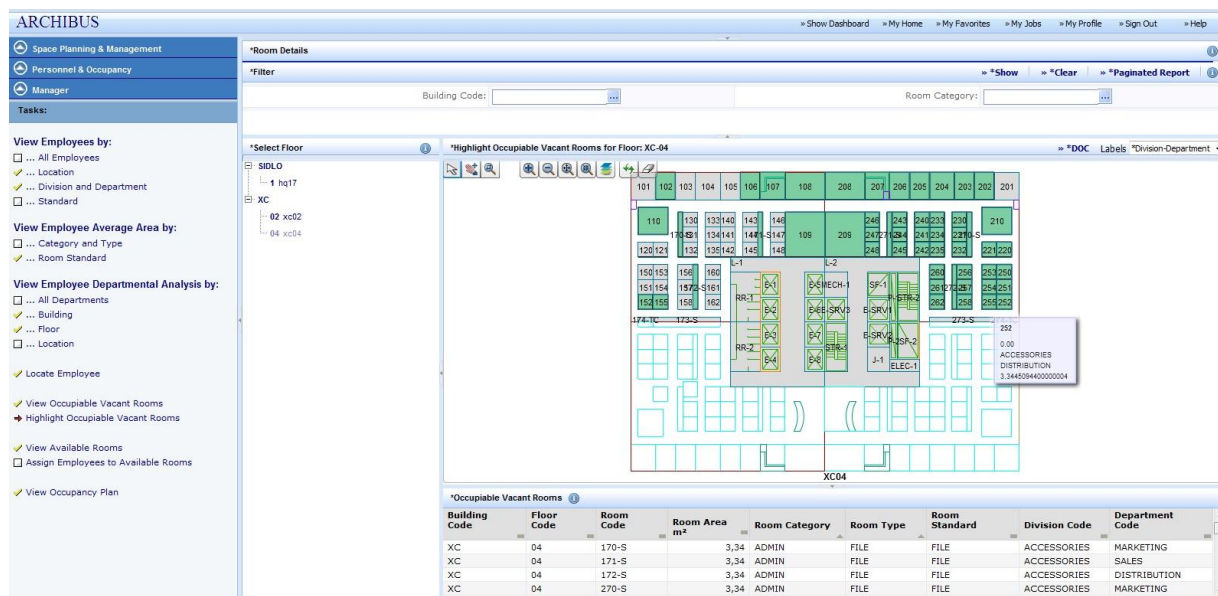 ARCHIBUS
» Show Dashboard » My Home » My Favorites » My Jobs » My Profile » Sign Out » Help
Space Planning & Management
Personnel & Occupancy
Manager
Tasks:
View Employees by:
... All Employees
... Location
... Division and Department
... Standard
View Employee Average Area by:
... Category and Type
... Room Standard
View Employee Departmental Analysis by:
... All Departments
... Building
... Floor
... Location
Locate Employee
View Occupiable Vacant Rooms
Highlight Occupiable Vacant Rooms
View Available Rooms
Assign Employees to Available Rooms
View Occupancy Plan
*Room Details
*Filter » *Show » *Clear » *Paginated Report
Building Code: ... Room Category: ...
*Select Floor
SIDLO
1 hq17
XC
02 xc02
04 xc04
*Highlight Occupiable Vacant Rooms for Floor: XC-04 » *DOC Labels *Division-Department
101 102 103 104 105 106 107 108 208 207 206 205 204 203 202 201
110 130 133 140 143 146 246 243 240 233 230 210
134 141 147 109 209 247 241 234
120 121 132 135 142 145 148 248 245 242 235 232 221 220
L-1 L-2
150 153 156 160 260 256 253 250
151 154 161 E-1 E-5 MECH-1 SF-1 254 251
152 155 158 162 RR-1 262 258 255 252
E-2 E-6 E-SRV3 E-SRV1
174-TC 173-S 273-S
E-3 E-7 E-SRV2
RR-2 STR-1 SF-2
E-4 E-8 J-1 ELEC-1
252
0.00
ACCESSORIES
DISTRIBUTION
3.3445094400000004
XC04
*Occupiable Vacant Rooms
Building Code Floor Code Room Code Room Area m² Room Category Room Type Room Standard Division Code Department Code
XC 04 170-S 3,34 ADMIN FILE FILE ACCESSORIES MARKETING
XC 04 171-S 3,34 ADMIN FILE FILE ACCESSORIES SALES
XC 04 172-S 3,34 ADMIN FILE FILE ACCESSORIES DISTRIBUTION
XC 04 270-S 3,34 ADMIN FILE FILE ACCESSORIES MARKETING